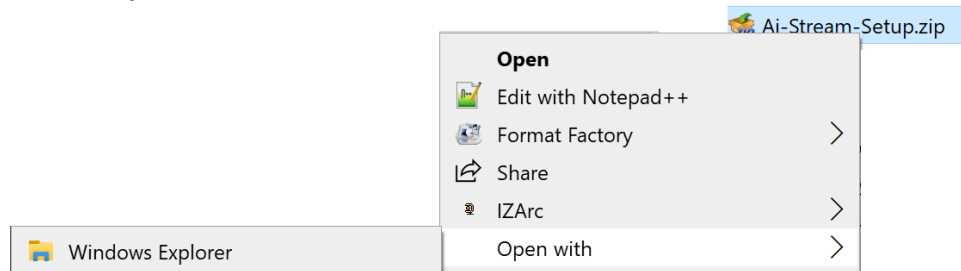 Ai-Stream-Setup.zip
Open
Edit with Notepad++
Format Factory
Share
IZArc
Open with
Windows Explorer